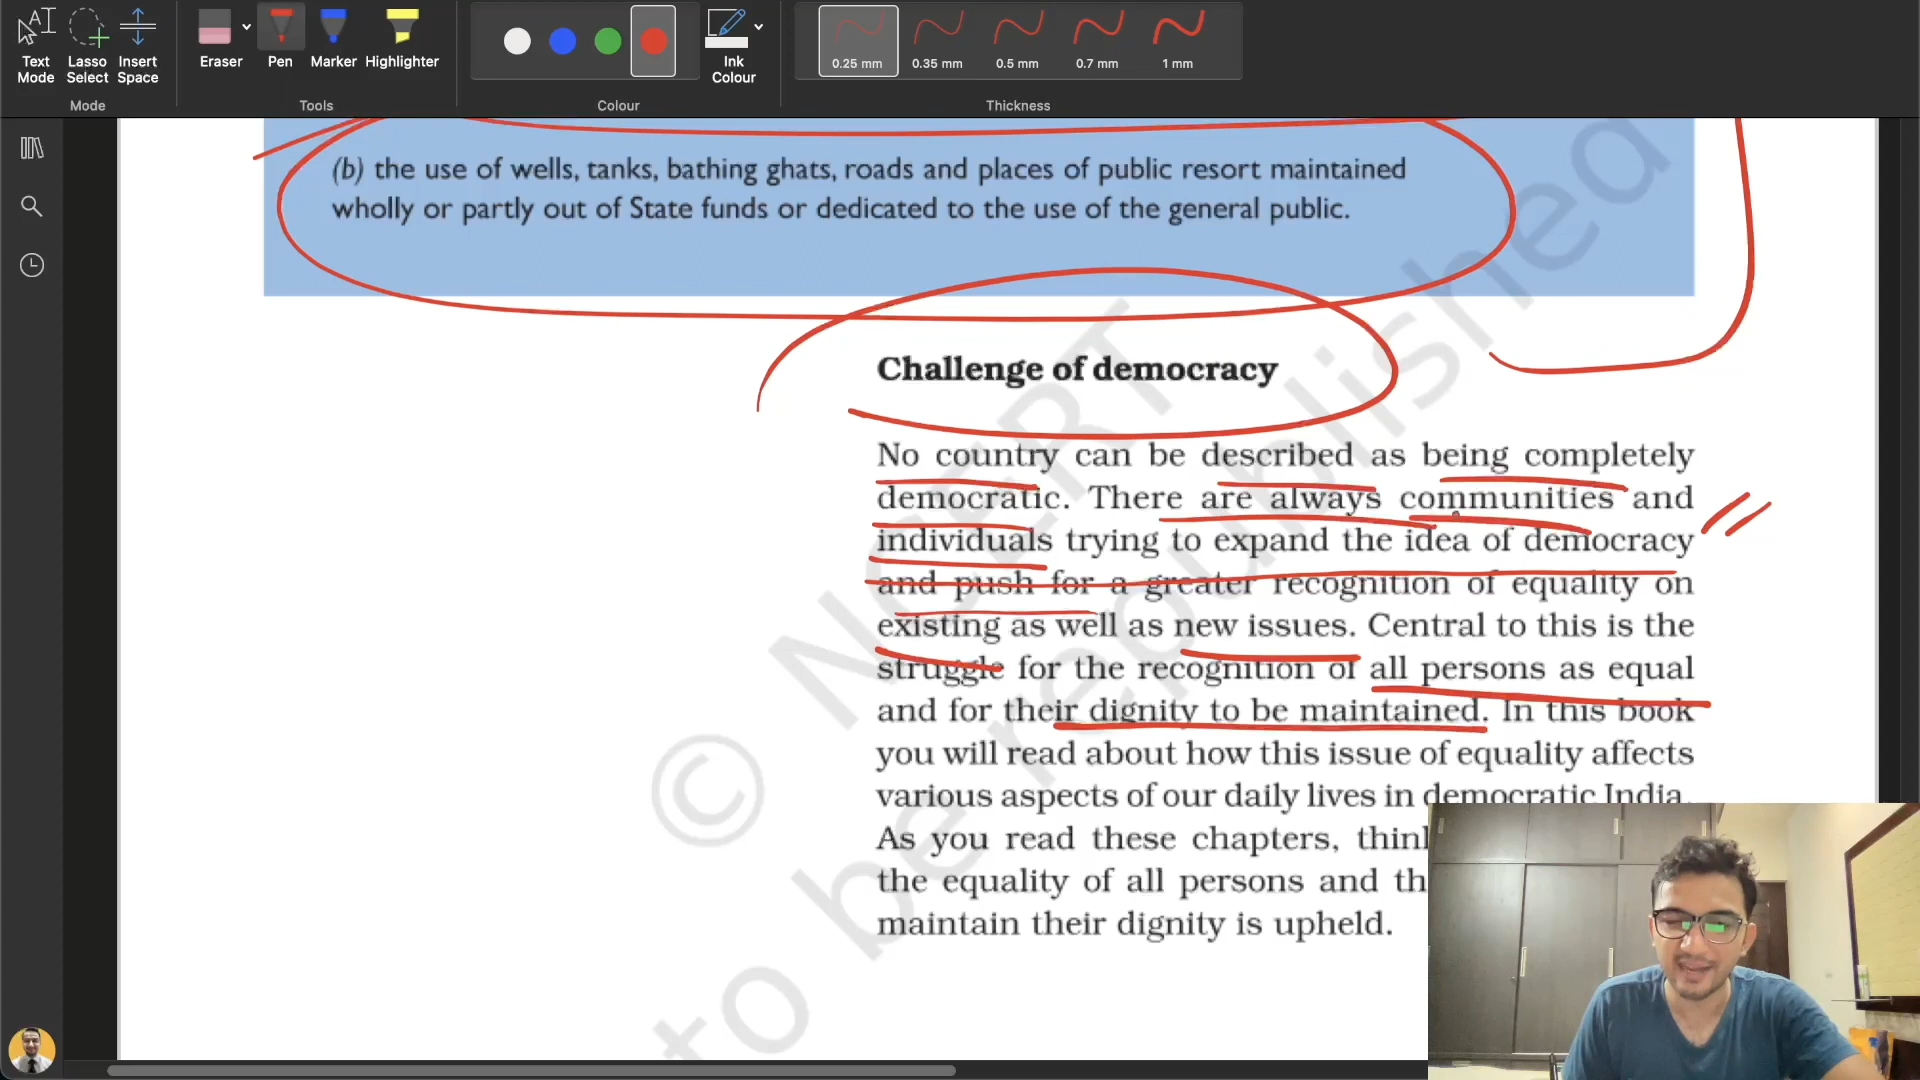 Text
Mode
Lasso
Select
Insert
Space
Eraser
Pen
Marker
Highlighter
Ink
Colour
0.25 mm
0.35 mm
0.5 mm
0.7 mm
1 mm
Mode
Tools
Colour
Thickness
(b) the use of wells, tanks, bathing ghats, roads and places of public resort maintained
wholly or partly out of State funds or dedicated to the use of the general public.
Challenge of democracy
No country can be described as being completely
democratic. There are always communities and
individuals trying to expand the idea of democracy
and push for a greater recognition of equality on
existing as well as new issues. Central to this is the
struggle for the recognition of all persons as equal
and for their dignity to be maintained. In this book
you will read about how this issue of equality affects
various aspects of our daily lives in democratic India.
As you read these chapters,
the equality of all persons and
maintain their dignity is upheld.
© NCERT
to be republished